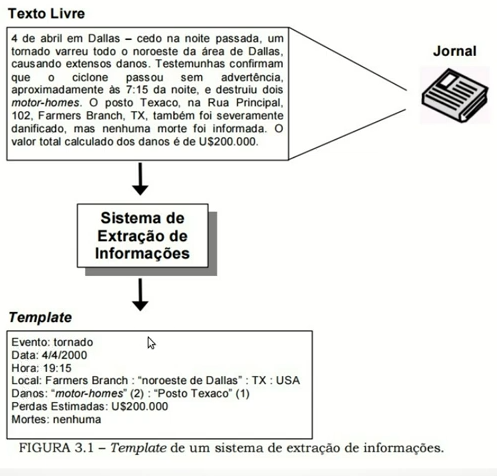 Texto Livre
4 de abril em Dallas – cedo na noite passada, um
tornado varreu todo o noroeste da área de Dallas,
causando extensos danos. Testemunhas confirmam
que o ciclone passou sem advertência,
aproximadamente às 7:15 da noite, e destruiu dois
motor-homes. O posto Texaco, na Rua Principal,
102, Farmers Branch, TX, também foi severamente
danificado, mas nenhuma morte foi informada. O
valor total calculado dos danos é de U$200.000.
Jornal
Sistema de
Extração de
Informações
Template
Evento: tornado
Data: 4/4/2000
Hora: 19:15
Local: Farmers Branch : “noroeste de Dallas” : TX : USA
Danos: “motor-homes” (2) : “Posto Texaco” (1)
Perdas Estimadas: U$200.000
Mortes: nenhuma
FIGURA 3.1 – Template de um sistema de extração de informações.